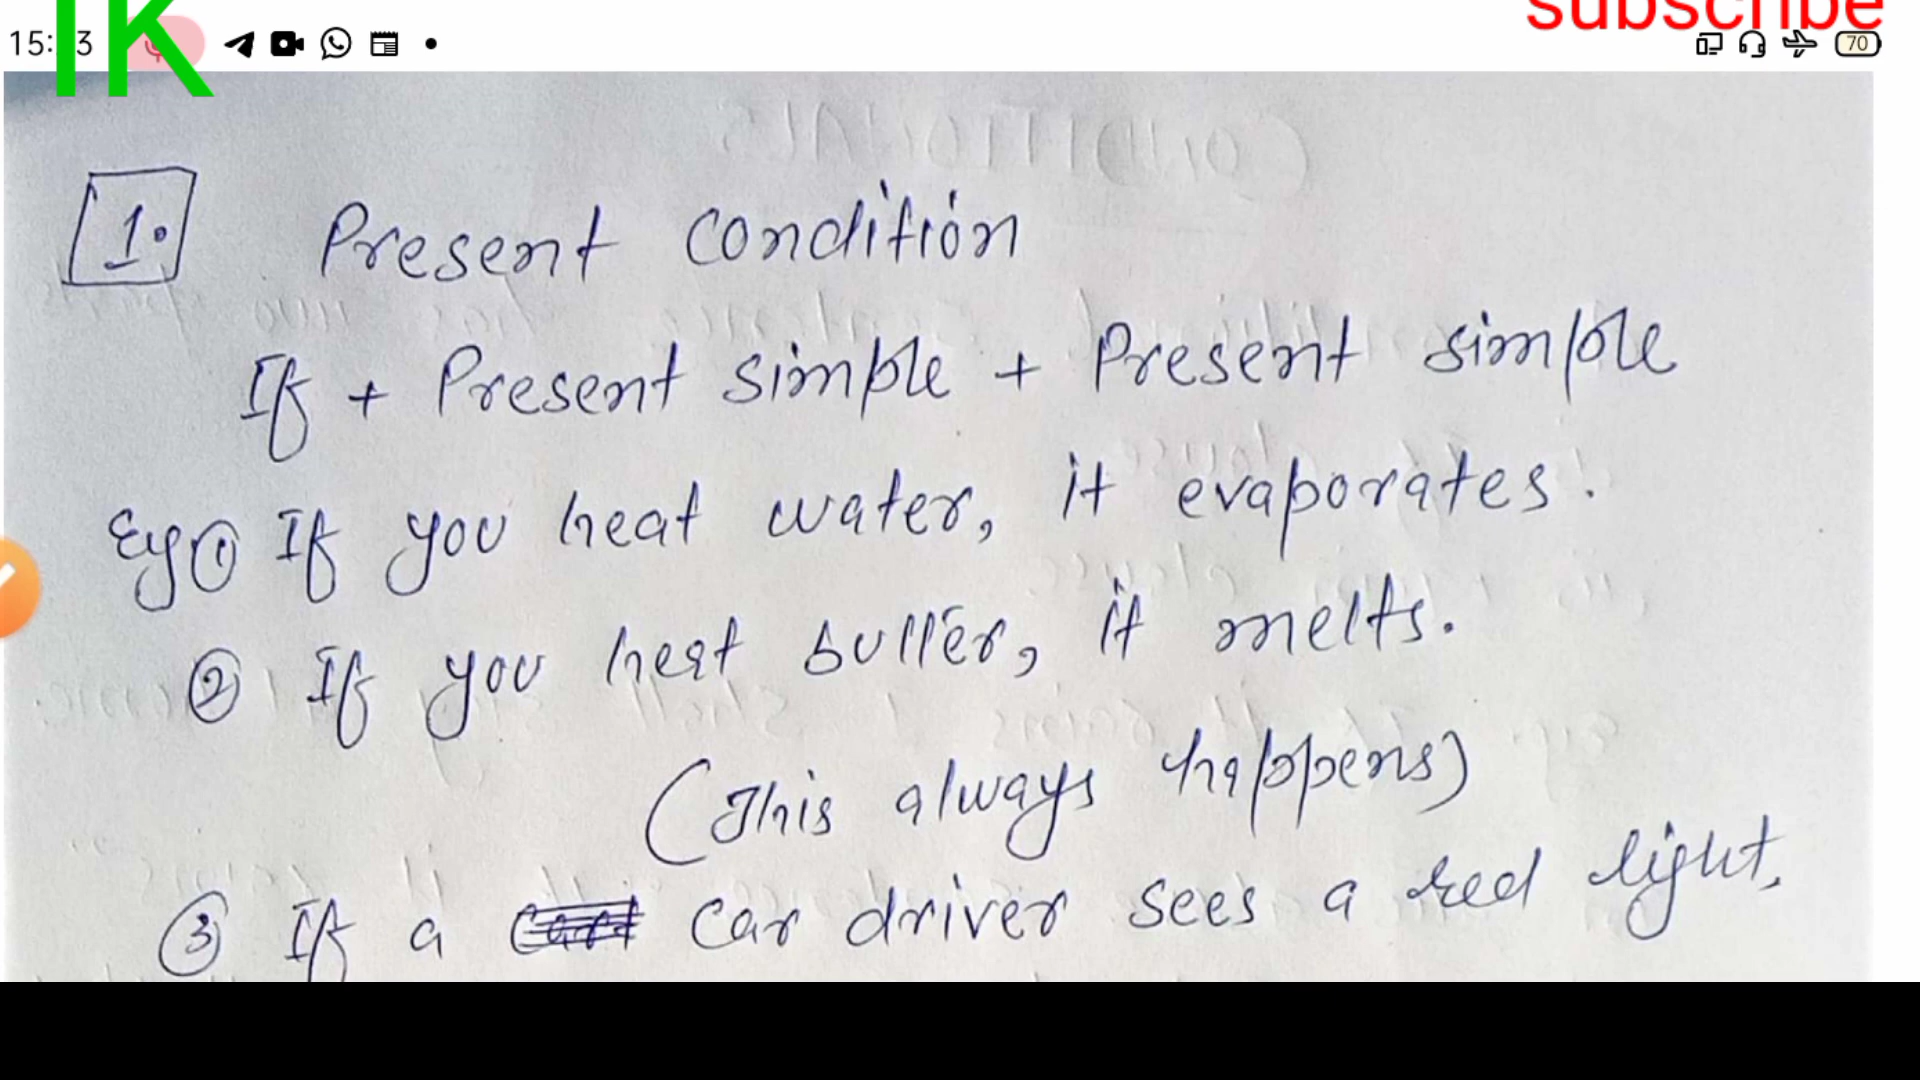 IK
subscribe
15:
3
70
1. Present condition
If + Present simple + Present simple
Eg ① If you heat water, it evaporates.
② If you heat butter, it melts.
(This always happens)
③ If a car driver sees a red light,